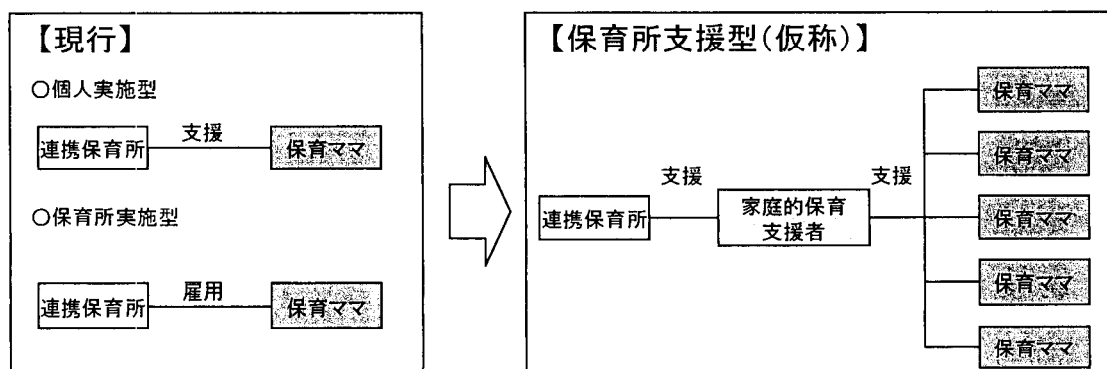 【現行】
○個人実施型
連携保育所
支援
保育ママ
○保育所実施型
連携保育所
雇用
保育ママ
【保育所支援型(仮称)】
連携保育所
支援
家庭的保育
支援者
支援
保育ママ
保育ママ
保育ママ
保育ママ
保育ママ